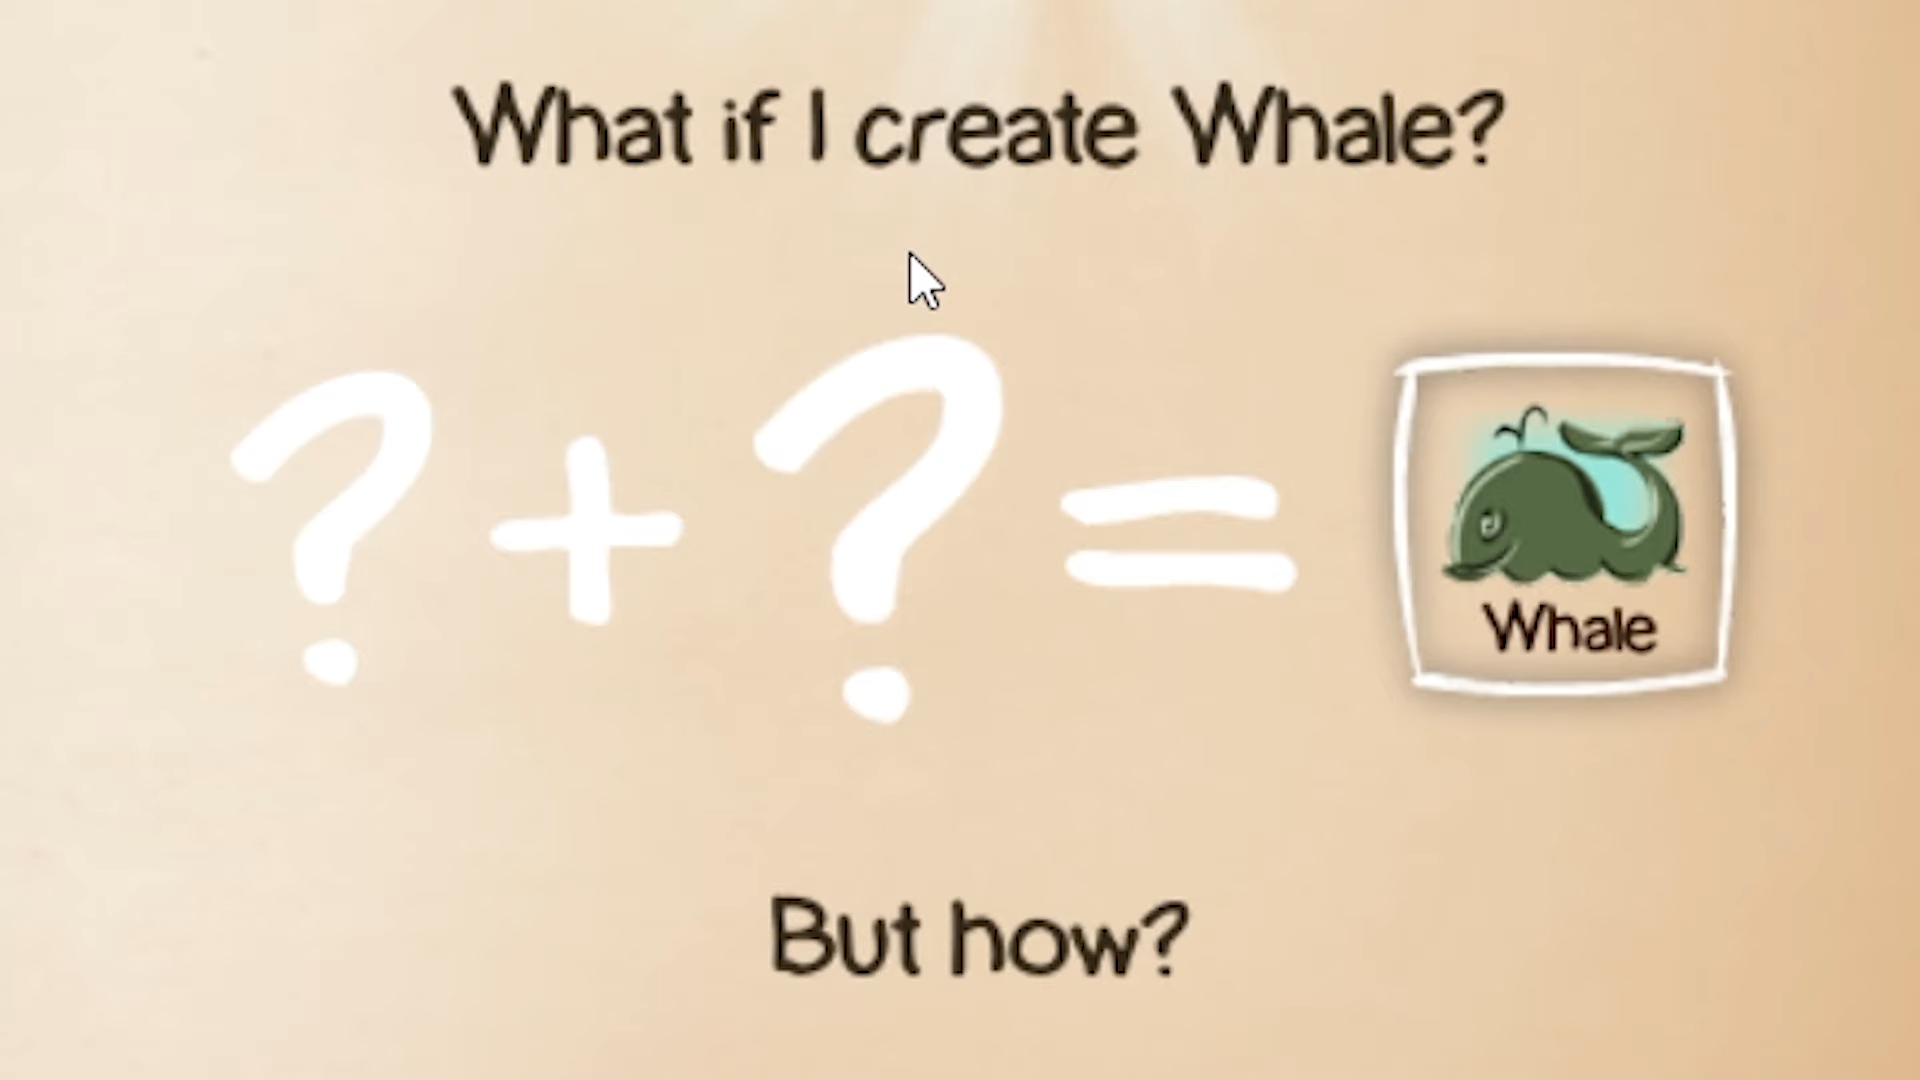 What if I create Whale?
? + ? =
Whale
But how?